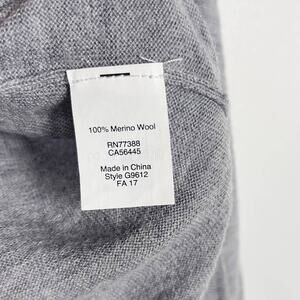 100% Merino Wool
RN77388
CA56445
Made in China
Style G9612
FA 17